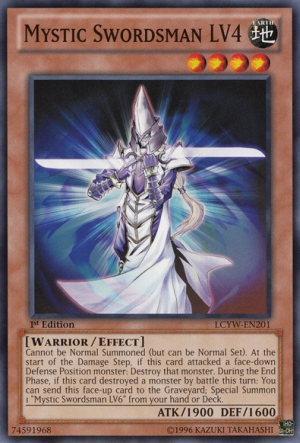 MYSTIC SWORDSMAN LV4
EARTH
地
1st Edition
LCYW-EN201
[WARRIOR/EFFECT]
Cannot be Normal Summoned (but can be Normal Set). At the
start of the Damage Step, if this card attacked a face-down
Defense Position monster: Destroy that monster. During the End
Phase, if this card destroyed a monster by battle this turn: You
can send this face-up card to the Graveyard; Special Summon
1 "Mystic Swordsman LV6" from your hand or Deck.
ATK/1900 DEF/1600
74591968
©1996 KAZUKI TAKAHASHI